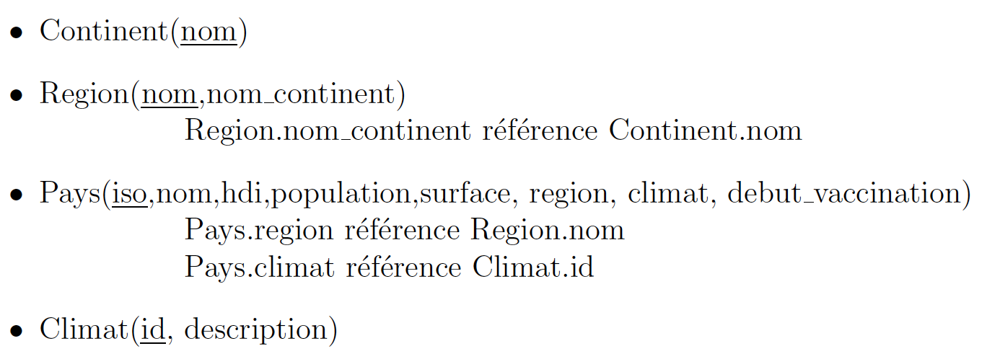 • Continent(nom)
• Region(nom,nom_continent)
Region.nom_continent référence Continent.nom
• Pays(iso,nom,hdi,population,surface, region, climat, debut_vaccination)
Pays.region référence Region.nom
Pays.climat référence Climat.id
• Climat(id, description)